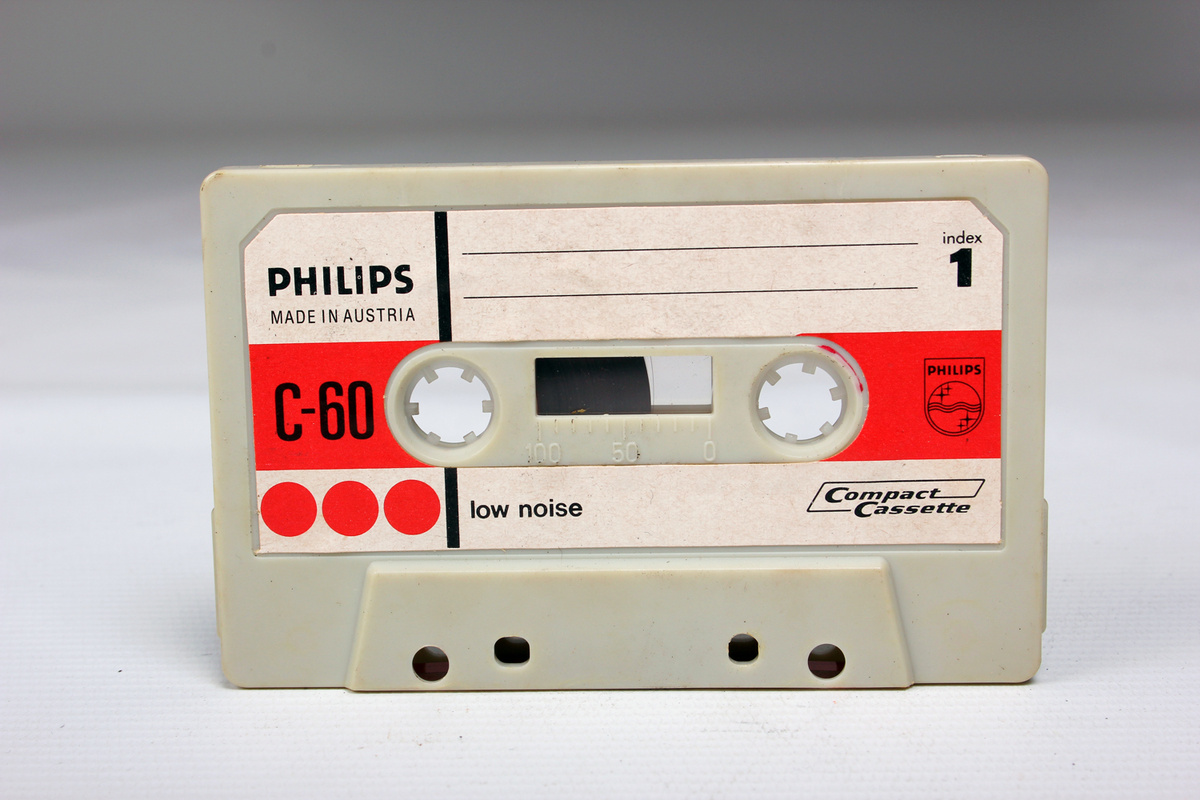 PHILIPS
MADE IN AUSTRIA
index
1
C-60
PHILIPS
100 50 0
low noise
Compact
Cassette